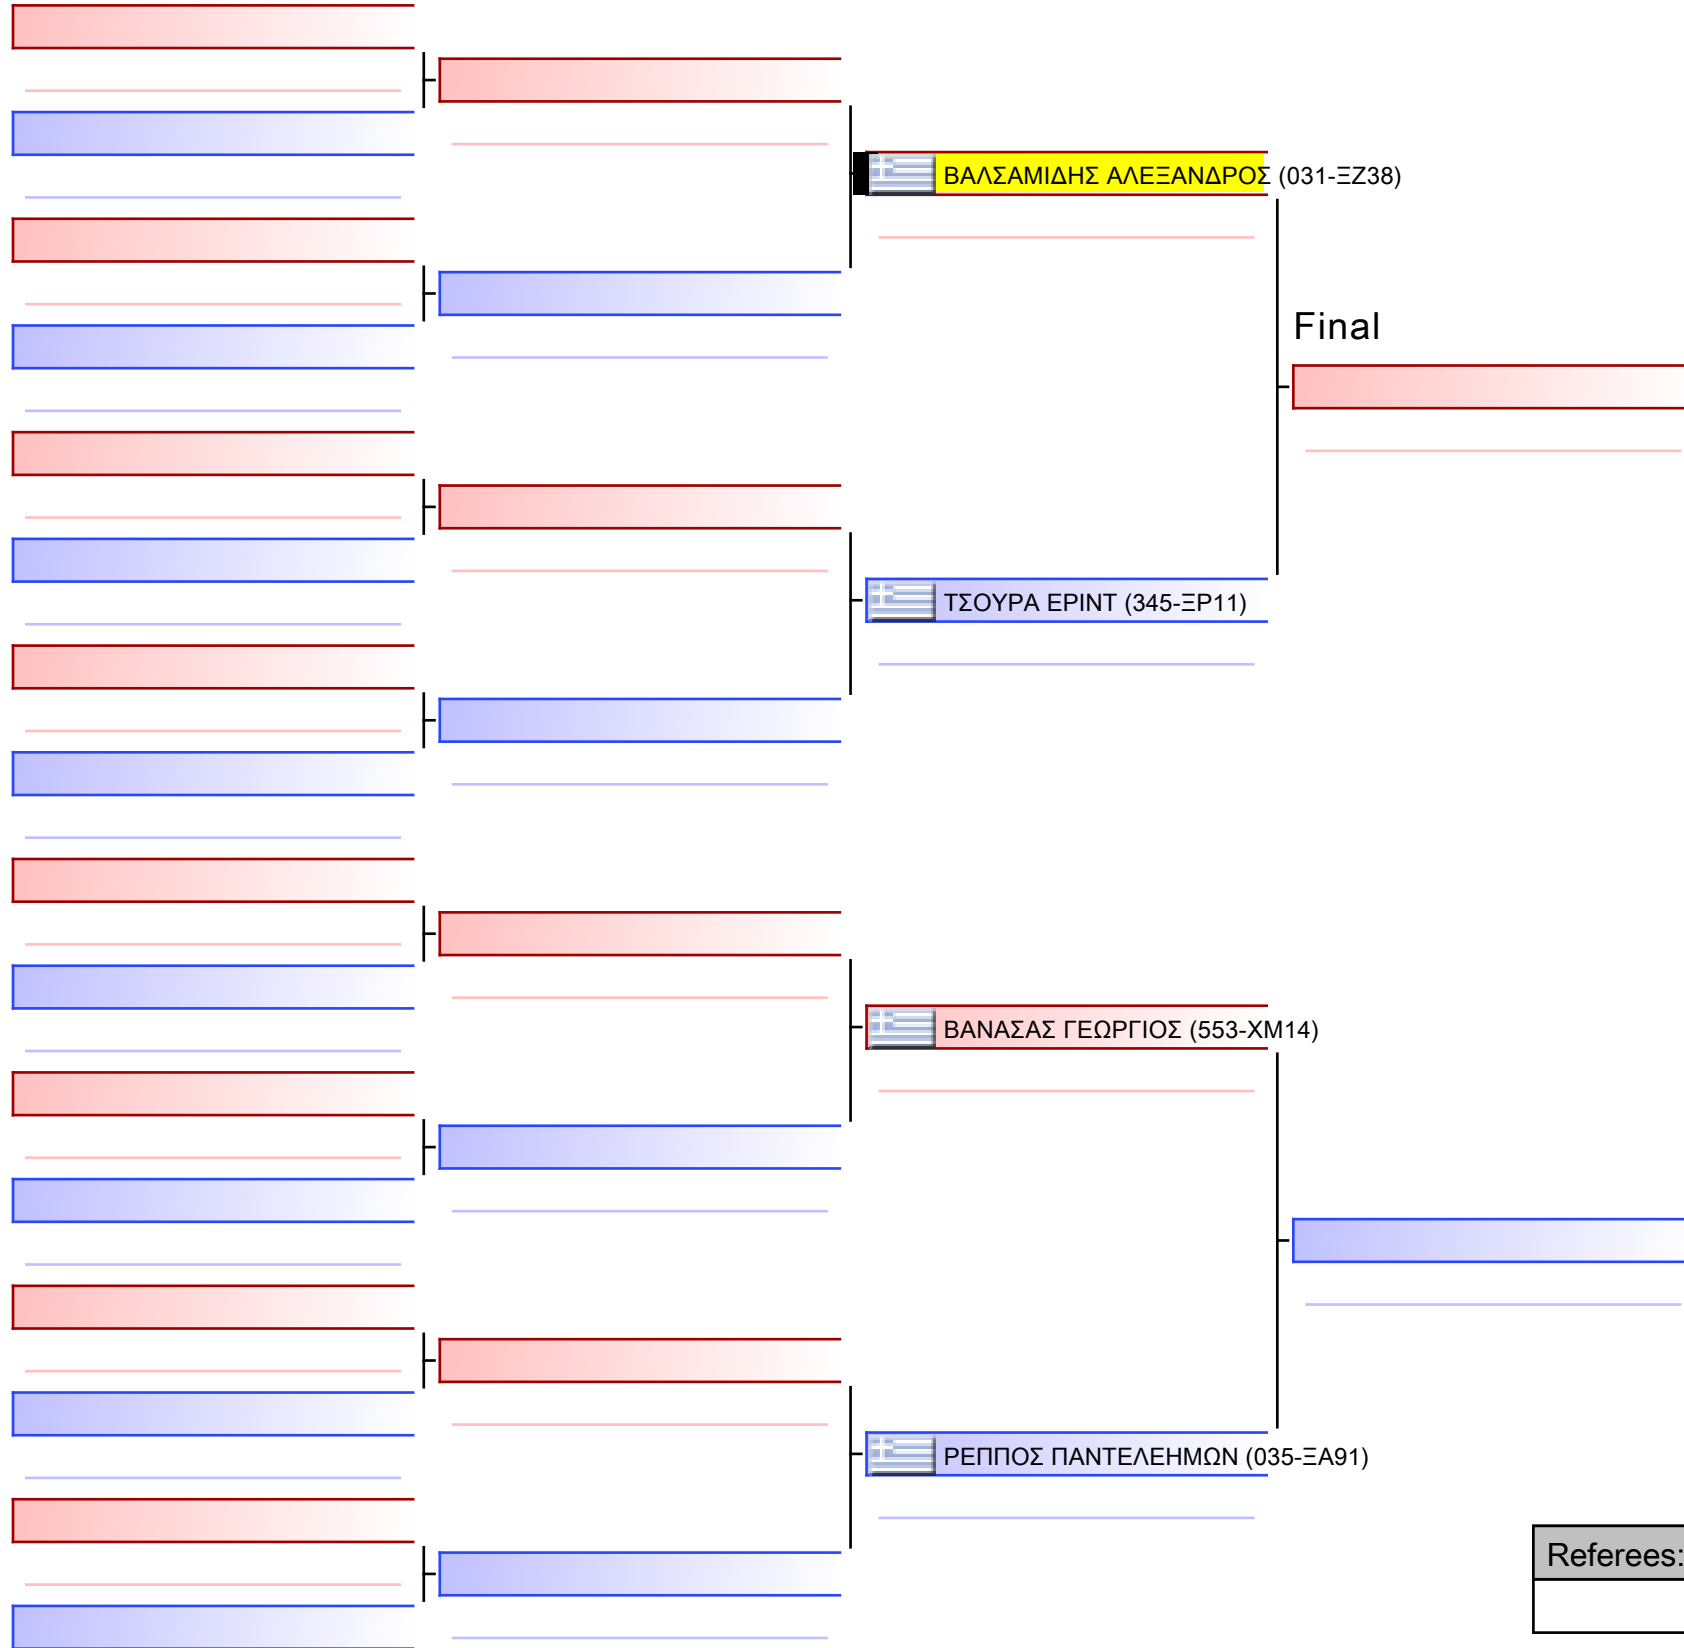 ΒΑΛΣΑΜΙΔΗΣ ΑΛΕΞΑΝΔΡΟΣ (031-ΞΖ38)
Final
ΤΣΟΥΡΑ ΕΡΙΝΤ (345-ΞΡ11)
ΒΑΝΑΣΑΣ ΓΕΩΡΓΙΟΣ (553-ΧΜ14)
ΡΕΠΠΟΣ ΠΑΝΤΕΛΕΗΜΩΝ (035-ΞΑ91)
Referees: